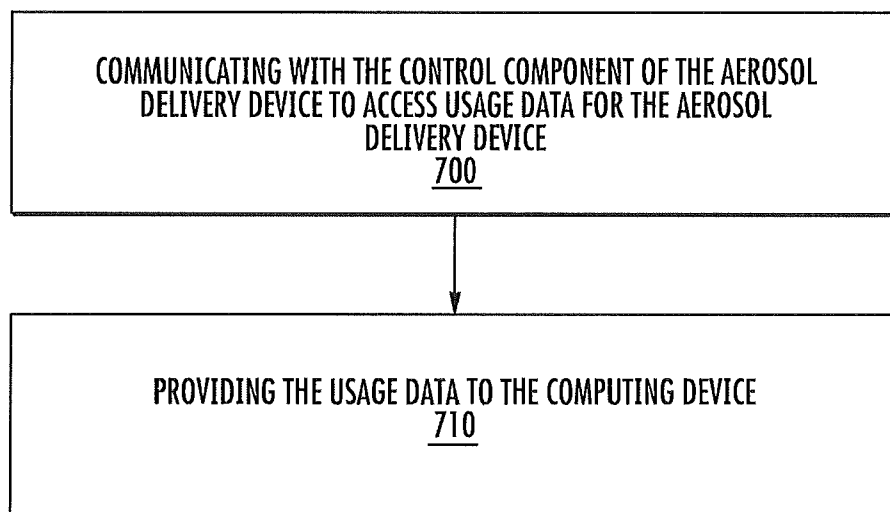 COMMUNICATING WITH THE CONTROL COMPONENT OF THE AEROSOL
DELIVERY DEVICE TO ACCESS USAGE DATA FOR THE AEROSOL
DELIVERY DEVICE
700
PROVIDING THE USAGE DATA TO THE COMPUTING DEVICE
710